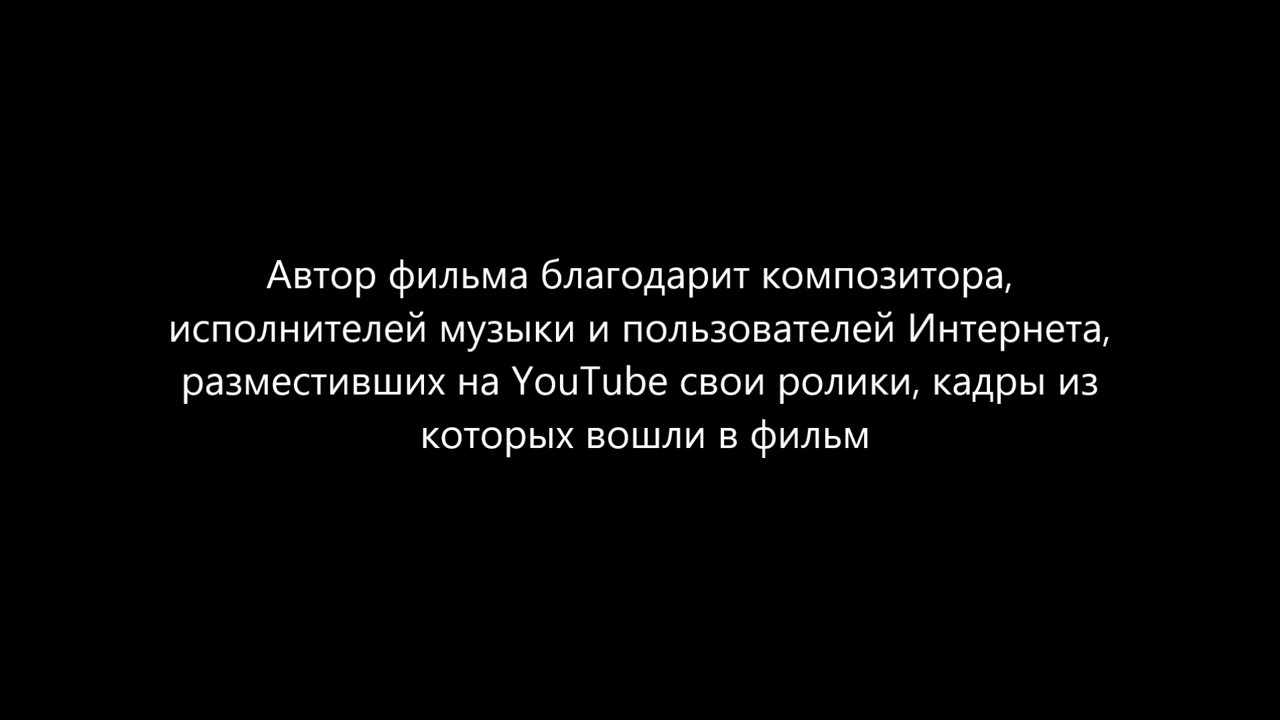 Автор фильма благодарит композитора,
исполнителей музыки и пользователей Интернета,
разместивших на YouTube свои ролики, кадры из
которых вошли в фильм